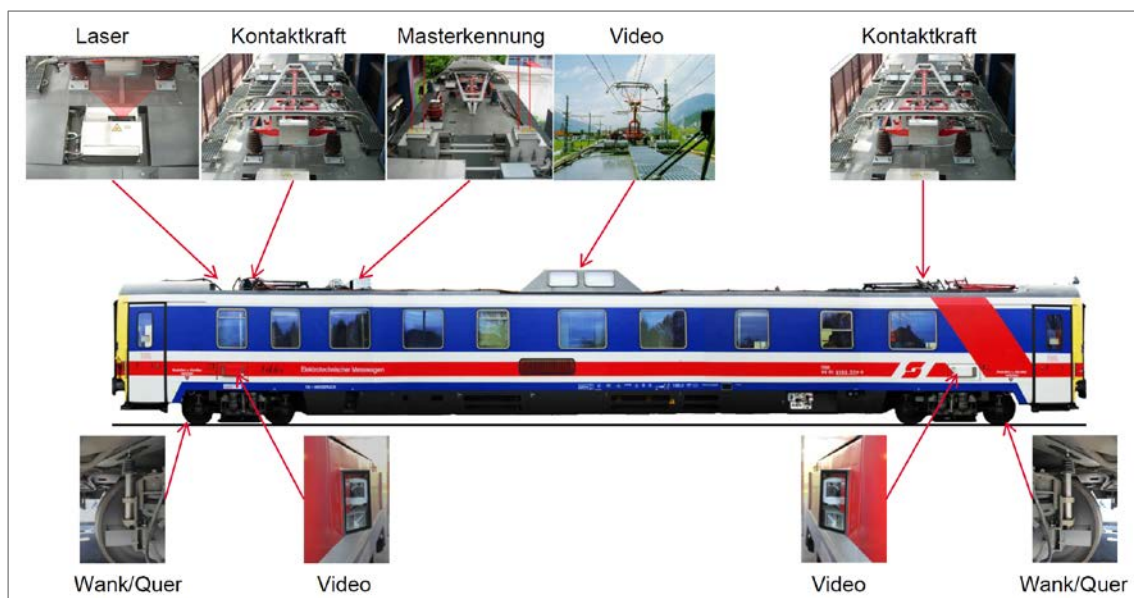 Laser
Kontaktkraft
Masterkennung
Video
Kontaktkraft
Elektrotechnischer Messwagen
Wank/Quer
Video
Video
Wank/Quer